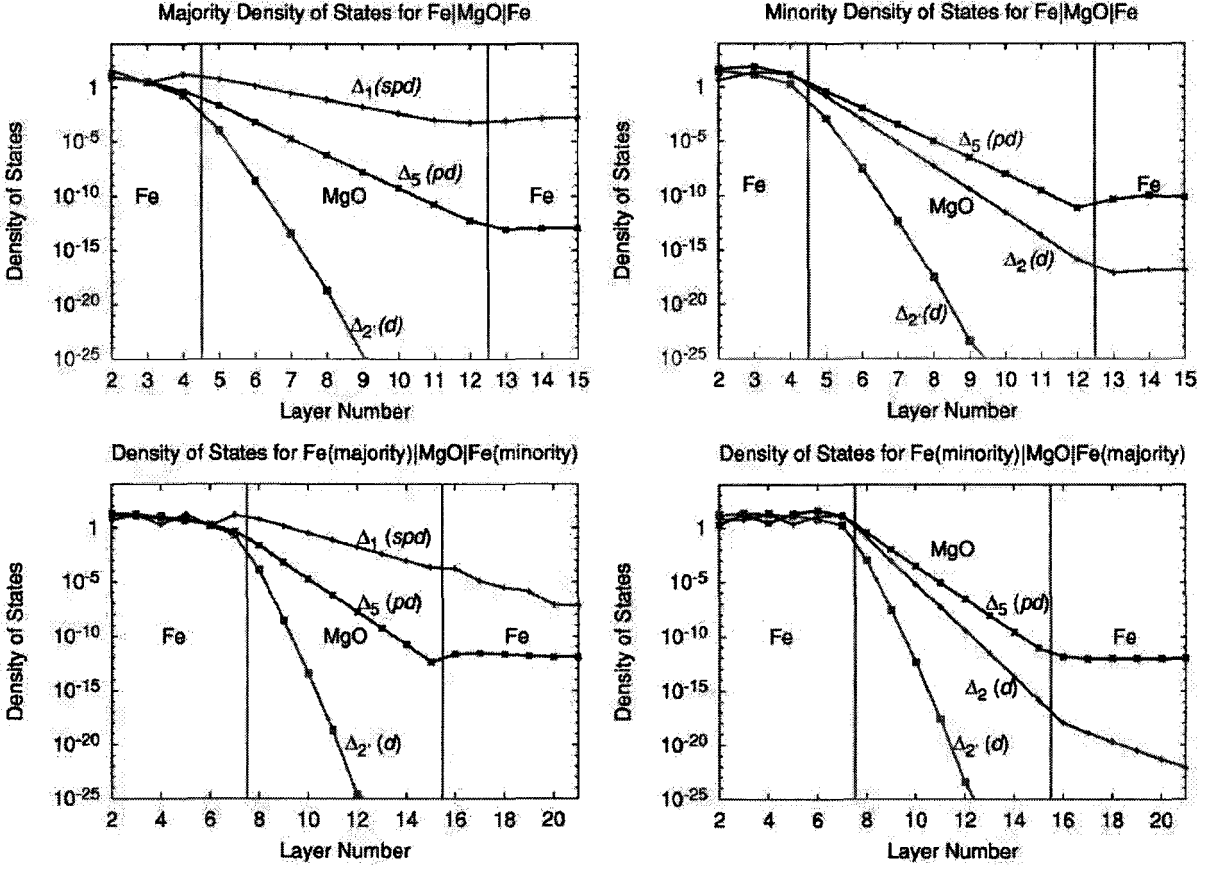 Majority Density of States for Fe|MgO|Fe
Density of States
1
10-5
10-10
10-15
10-20
10-25
Δ1(spd)
Δ5(pd)
Δ2'(d)
Fe
MgO
Fe
2 3 4 5 6 7 8 9 10 11 12 13 14 15
Layer Number
Minority Density of States for Fe|MgO|Fe
Density of States
1
10-5
10-10
10-15
10-20
10-25
Δ5(pd)
Fe
Fe
MgO
Δ2(d)
Δ2'(d)
2 3 4 5 6 7 8 9 10 11 12 13 14 15
Layer Number
Density of States for Fe(majority)|MgO|Fe(minority)
Density of States
1
10-5
10-10
10-15
10-20
10-25
Δ1 (spd)
Δ5 (pd)
Fe
MgO
Fe
Δ2' (d)
2 4 6 8 10 12 14 16 18 20
Layer Number
Density of States for Fe(minority)|MgO|Fe(majority)
Density of States
1
10-5
10-10
10-15
10-20
10-25
MgO
Δ5 (pd)
Fe
Fe
Δ2 (d)
Δ2' (d)
2 4 6 8 10 12 14 16 18 20
Layer Number